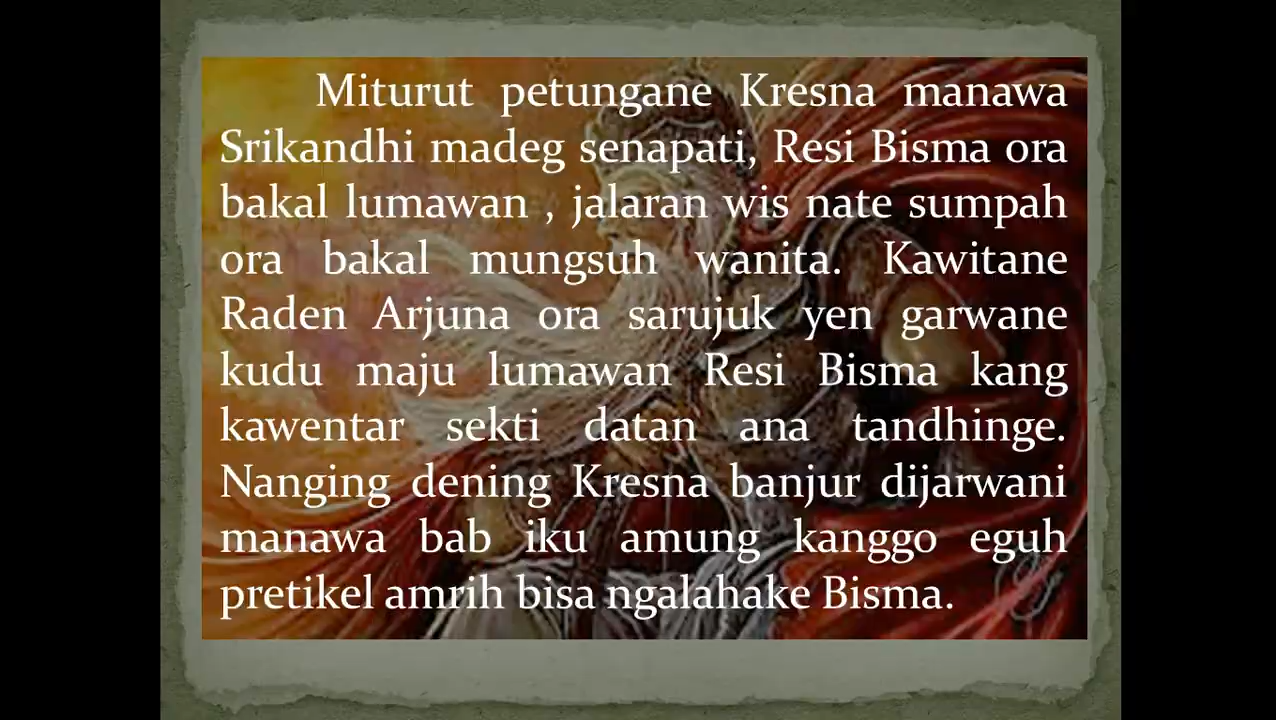 Miturut petungane Kresna manawa
Srikandhi madeg senapati, Resi Bisma ora
bakal lumawan , jalaran wis nate sumpah
ora bakal mungsuh wanita. Kawitane
Raden Arjuna ora sarujuk yen garwane
kudu maju lumawan Resi Bisma kang
kawentar sekti datan ana tandhinge.
Nanging dening Kresna banjur dijarwani
manawa bab iku amung kanggo eguh
pretikel amrih bisa ngalahake Bisma.